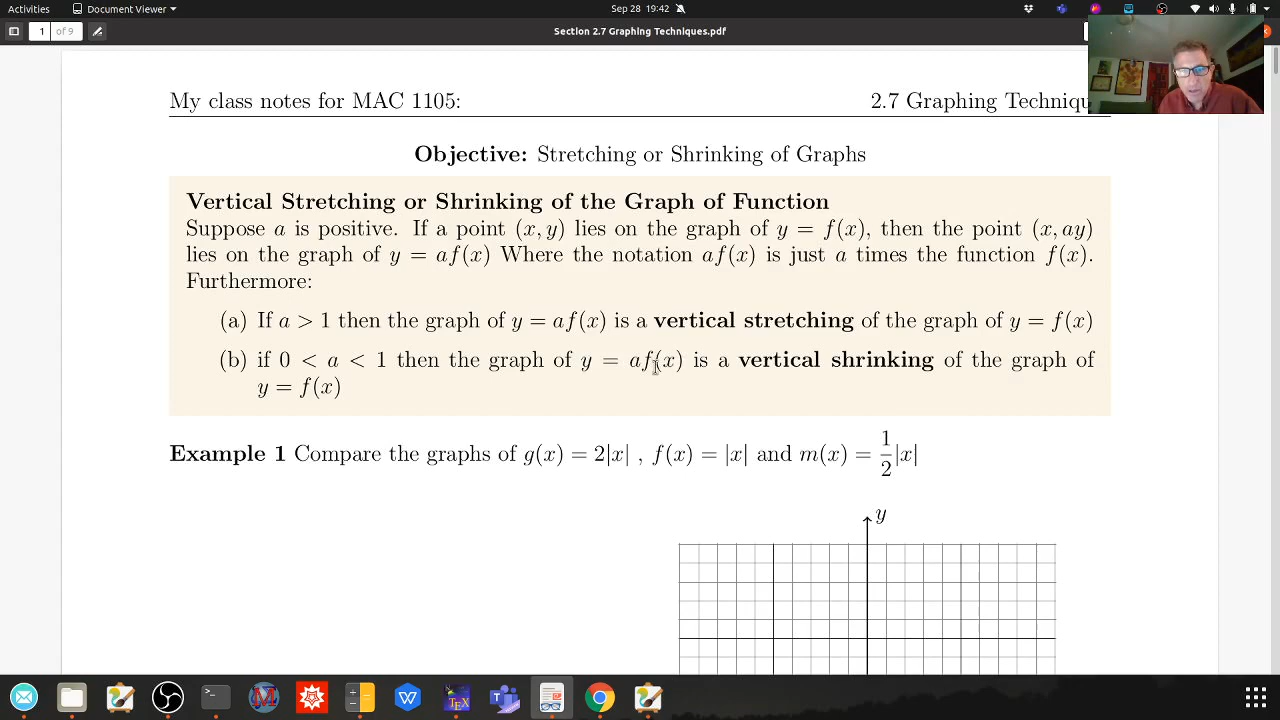 Activities
Document Viewer
Sep 28 19:42
1
of 9
Section 2.7 Graphing Techniques.pdf
My class notes for MAC 1105:
2.7 Graphing Techniqu
Objective: Stretching or Shrinking of Graphs
Vertical Stretching or Shrinking of the Graph of Function
Suppose a is positive. If a point (x, y) lies on the graph of y = f(x), then the point (x, ay)
lies on the graph of y = af(x) Where the notation af(x) is just a times the function f(x).
Furthermore:
(a) If a > 1 then the graph of y = af(x) is a vertical stretching of the graph of y = f(x)
(b) if 0 < a < 1 then the graph of y = af(x) is a vertical shrinking of the graph of
y = f(x)
Example 1 Compare the graphs of g(x) = 2|x| , f(x) = |x| and m(x) = 1/2|x|
y